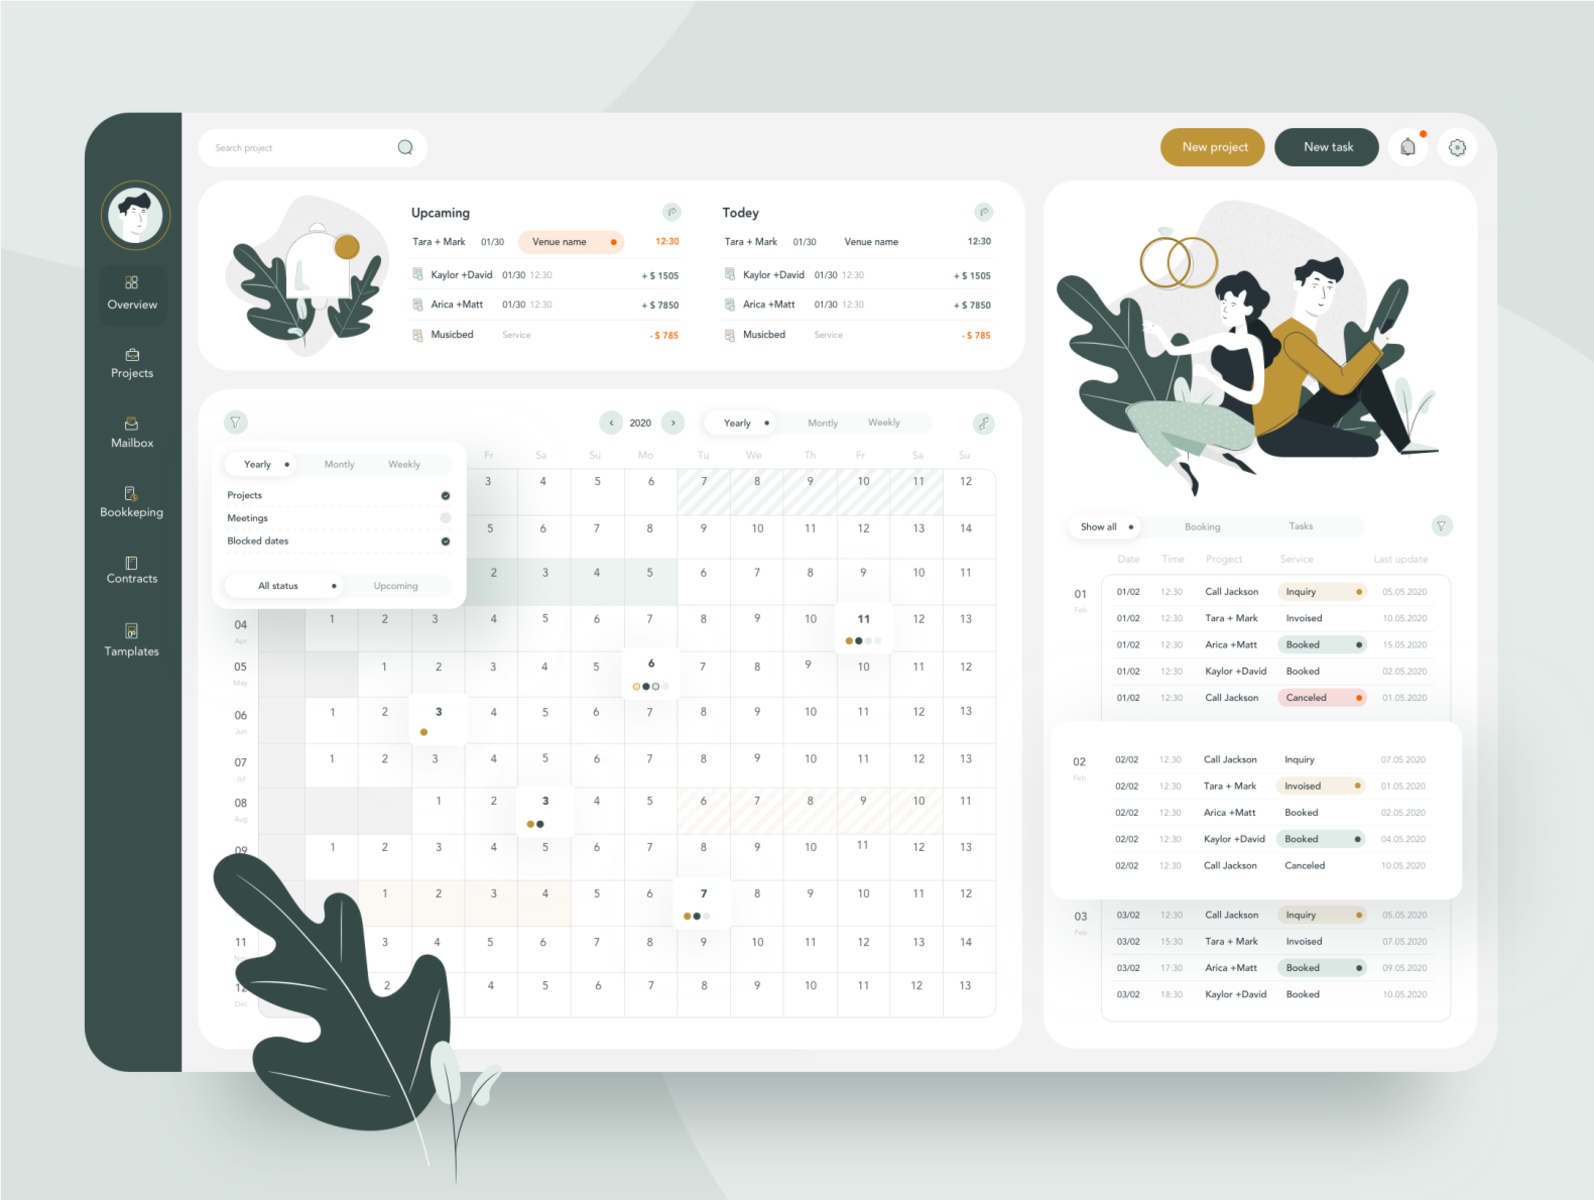 Search project
New project
New task
Overview
Projects
Mailbox
Bookkeping
Contracts
Tamplates
Upcaming
Tara + Mark 01/30 Venue name 12:30
Kaylor +David 01/30 12:30 + $ 1505
Arica +Matt 01/30 12:30 + $ 7850
Musicbed Service - $ 785
Todey
Tara + Mark 01/30 Venue name 12:30
Kaylor +David 01/30 12:30 + $ 1505
Arica +Matt 01/30 12:30 + $ 7850
Musicbed Service - $ 785
2020
Yearly Montly Weekly
Yearly Montly Weekly
Projects
Meetings
Blocked dates
All status Upcoming
Fr Sa Su Mo Tu We Th Fr Sa Su
3 4 5 6 7 8 9 10 11 12
5 6 7 8 9 10 11 12 13 14
2 3 4 5 6 7 8 9 10 11
04 Apr 1 2 3 4 5 6 7 8 9 10 11 12 13
05 May 1 2 3 4 5 6 7 8 9 10 11 12
06 Jun 1 2 3 4 5 6 7 8 9 10 11 12 13
07 Jul 1 2 3 4 5 6 7 8 9 10 11 12 13
08 Aug 1 2 3 4 5 6 7 8 9 10 11
09 1 2 3 4 5 6 7 8 9 10 11 12 13
1 2 3 4 5 6 7 8 9 10 11 12
11 3 4 5 6 7 8 9 10 11 12 13 14
12 Dec 2 4 5 6 7 8 9 10 11 12 13
Show all Booking Tasks
Date Time Progect Service Last update
01 Feb
01/02 12:30 Call Jackson Inquiry 05.05.2020
01/02 12:30 Tara + Mark Invoised 10.05.2020
01/02 12:30 Arica +Matt Booked 15.05.2020
01/02 12:30 Kaylor +David Booked 02.05.2020
01/02 12:30 Call Jackson Canceled 01.05.2020
02 Feb
02/02 12:30 Call Jackson Inquiry 07.05.2020
02/02 12:30 Tara + Mark Invoised 01.05.2020
02/02 12:30 Arica +Matt Booked 02.05.2020
02/02 12:30 Kaylor +David Booked 04.05.2020
02/02 12:30 Call Jackson Canceled 10.05.2020
03 Feb
03/02 12:30 Call Jackson Inquiry 05.05.2020
03/02 15:30 Tara + Mark Invoised 07.05.2020
03/02 17:30 Arica +Matt Booked 09.05.2020
03/02 18:30 Kaylor +David Booked 10.05.2020